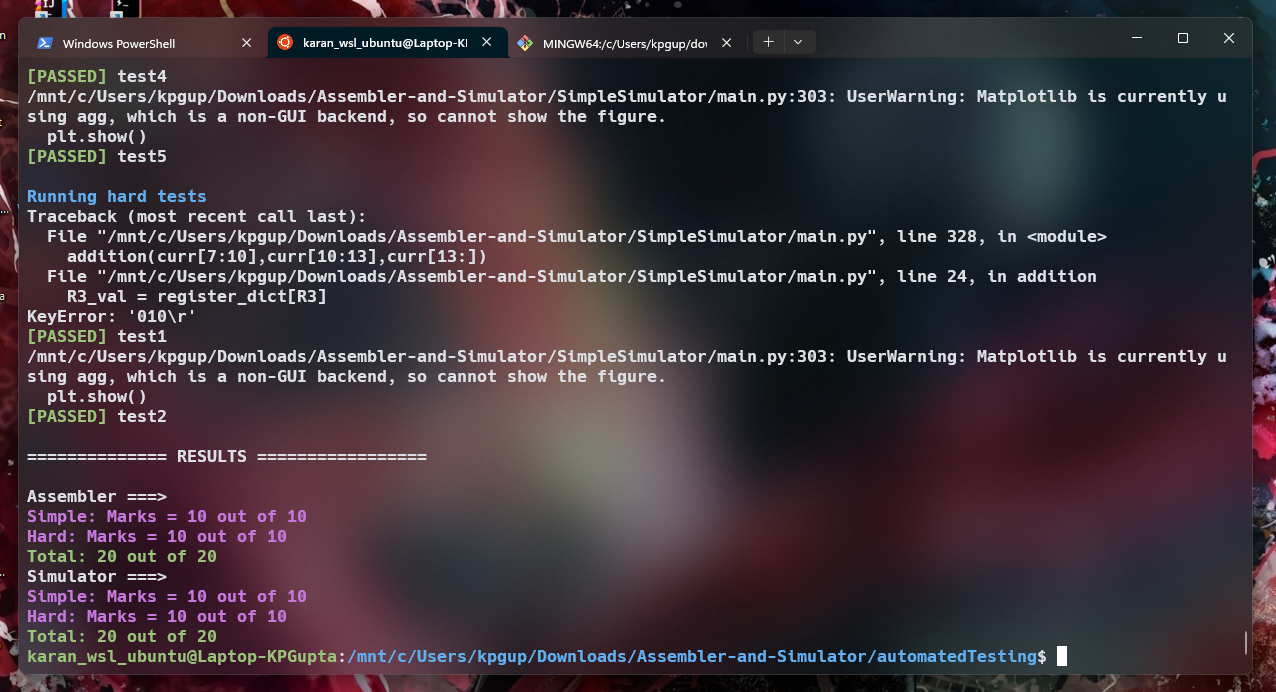 Windows PowerShell
karan_wsl_ubuntu@Laptop-KI
MINGW64:/c/Users/kpgup/dov
[PASSED] test4
/mnt/c/Users/kpgup/Downloads/Assembler-and-Simulator/SimpleSimulator/main.py:303: UserWarning: Matplotlib is currently u
sing agg, which is a non-GUI backend, so cannot show the figure.
plt.show()
[PASSED] test5
Running hard tests
Traceback (most recent call last):
File "/mnt/c/Users/kpgup/Downloads/Assembler-and-Simulator/SimpleSimulator/main.py", line 328, in <module>
addition(curr[7:10],curr[10:13],curr[13:])
File "/mnt/c/Users/kpgup/Downloads/Assembler-and-Simulator/SimpleSimulator/main.py", line 24, in addition
R3_val = register_dict[R3]
KeyError: '010\r'
[PASSED] test1
/mnt/c/Users/kpgup/Downloads/Assembler-and-Simulator/SimpleSimulator/main.py:303: UserWarning: Matplotlib is currently u
sing agg, which is a non-GUI backend, so cannot show the figure.
plt.show()
[PASSED] test2
============== RESULTS =================
Assembler ===>
Simple: Marks = 10 out of 10
Hard: Marks = 10 out of 10
Total: 20 out of 20
Simulator ===>
Simple: Marks = 10 out of 10
Hard: Marks = 10 out of 10
Total: 20 out of 20
karan_wsl_ubuntu@Laptop-KPGupta:/mnt/c/Users/kpgup/Downloads/Assembler-and-Simulator/automatedTesting$